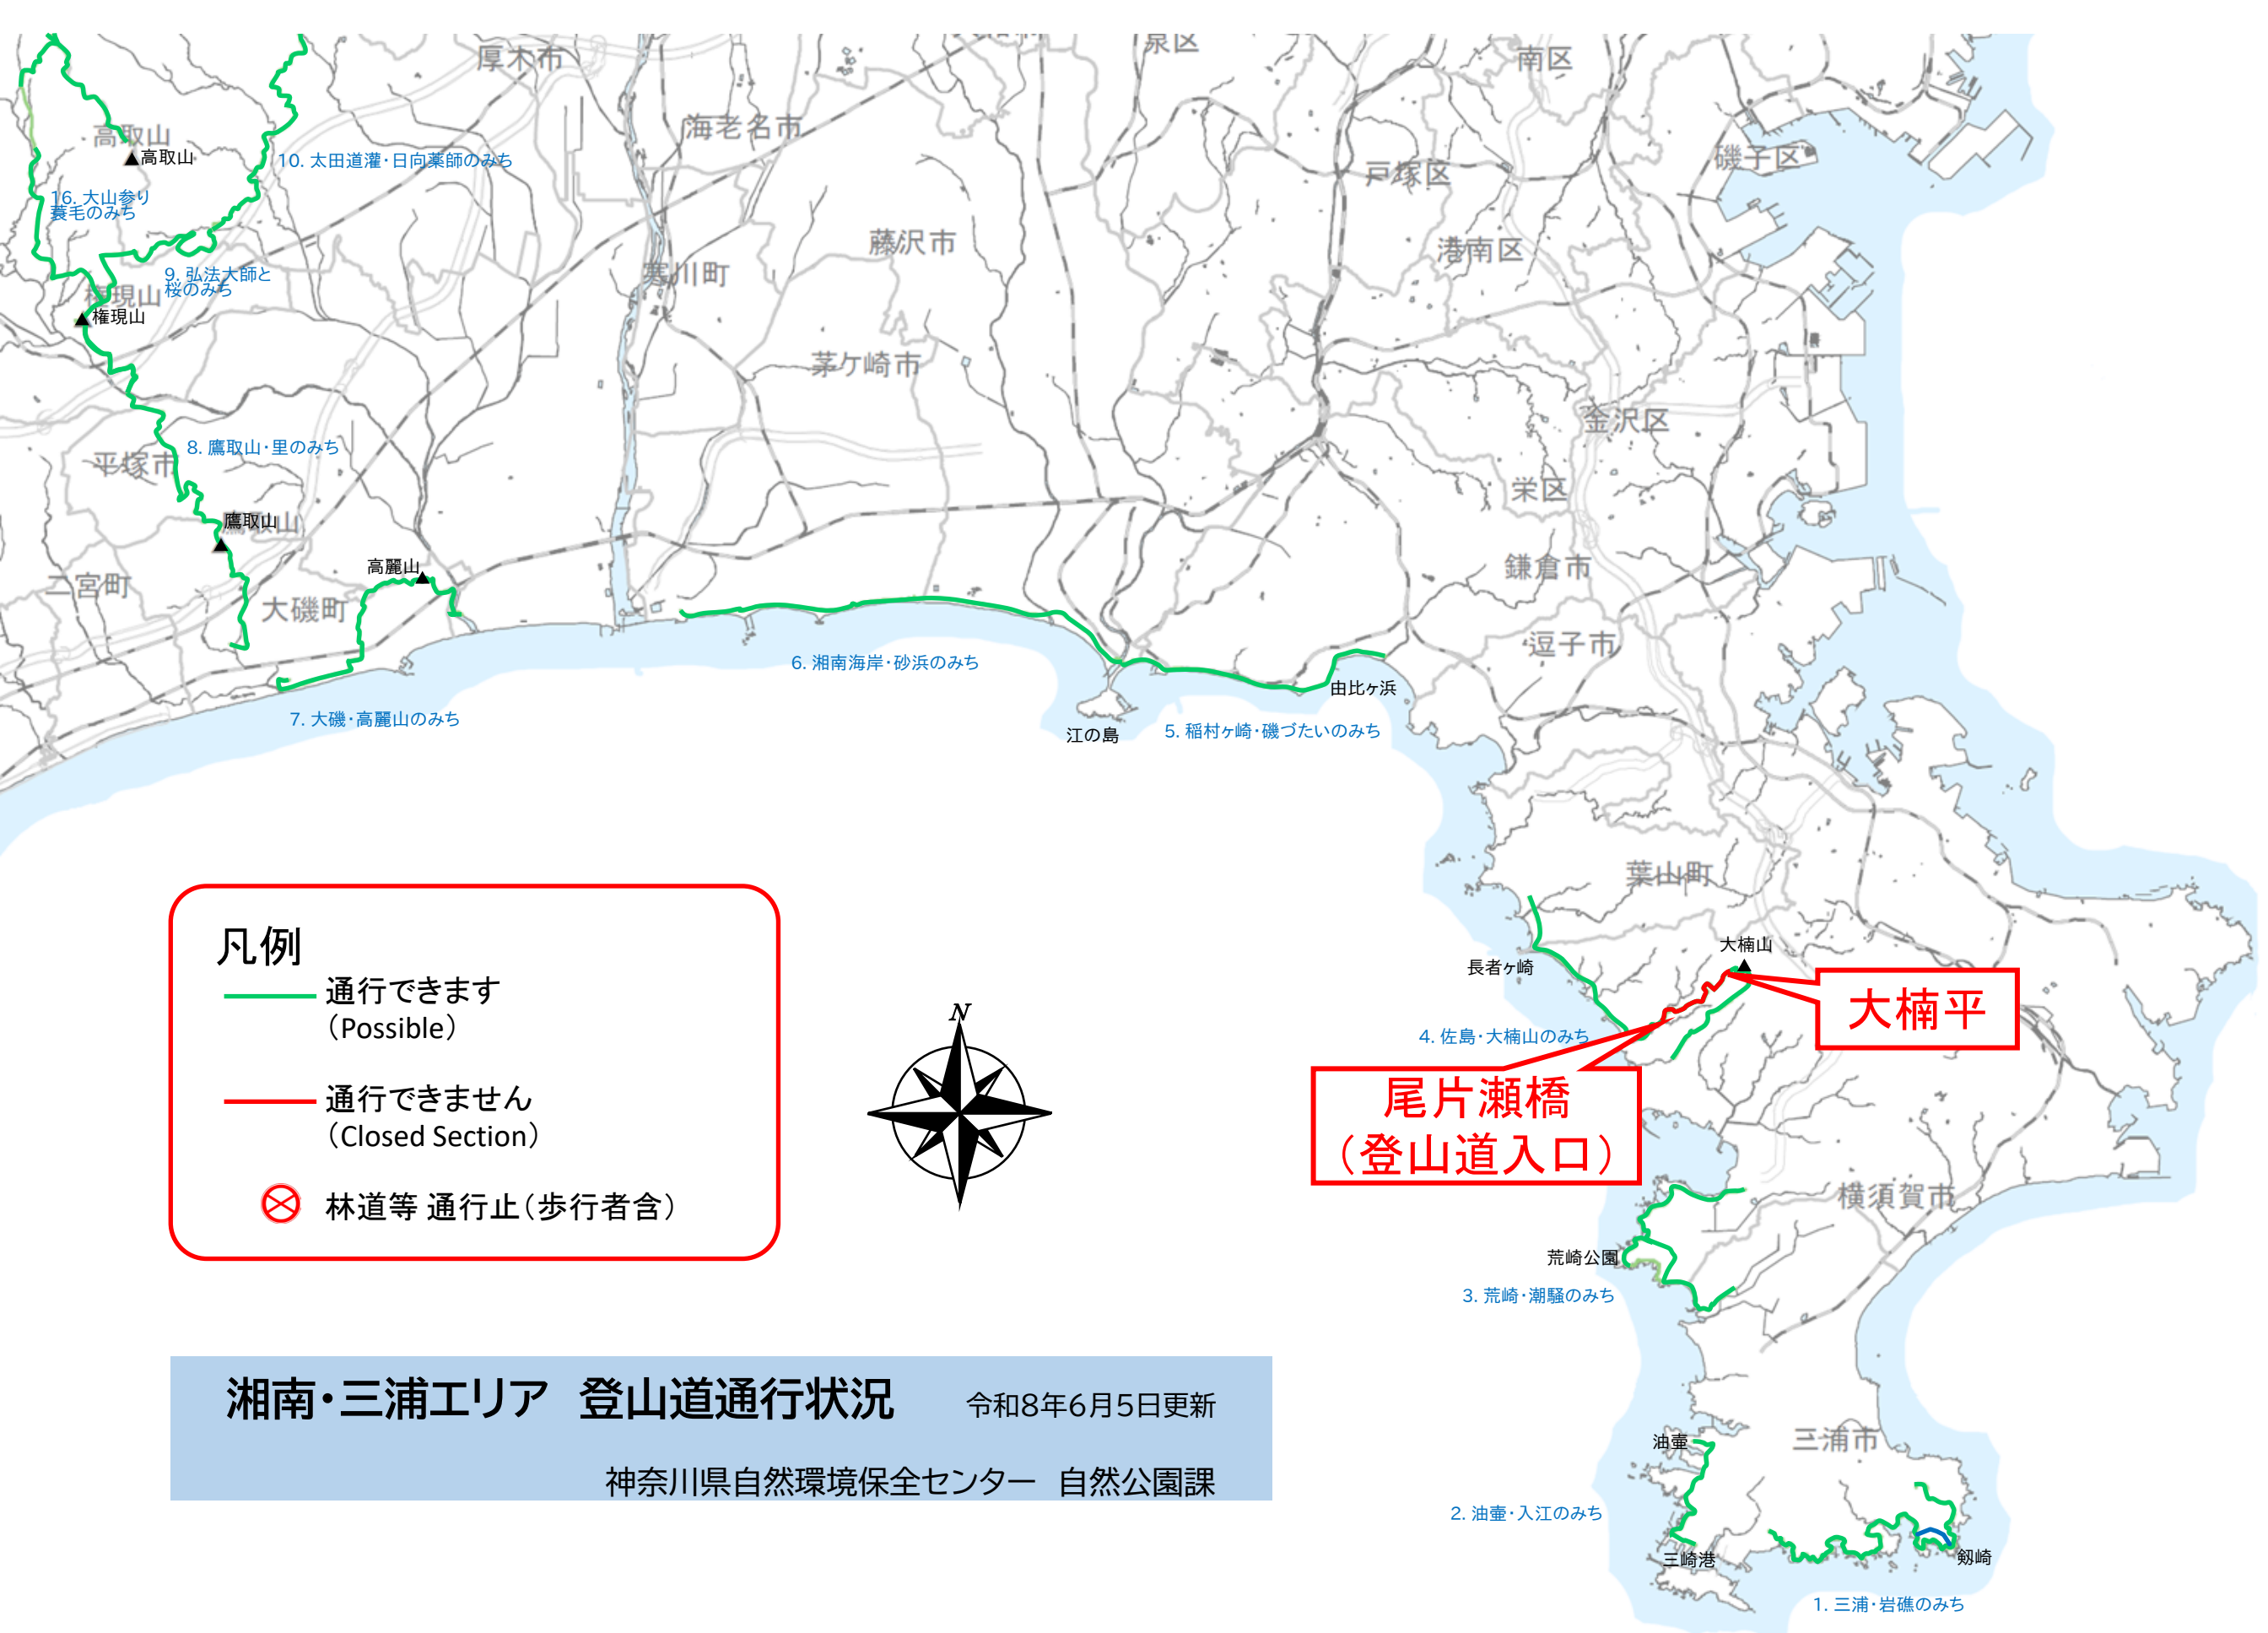 泉区
南区
厚木市
海老名市
高取山
高取山
10. 太田道灌・日向薬師のみち
戸塚区
磯子区
16. 大山参り
蓑毛のみち
藤沢市
港南区
寒川町
9. 弘法大師と
桜のみち
権現山
権現山
茅ケ崎市
金沢区
8. 鷹取山・里のみち
平塚市
栄区
鷹取山
鷹取山
鎌倉市
高麗山
二宮町
大磯町
逗子市
6. 湘南海岸・砂浜のみち
由比ヶ浜
7. 大磯・高麗山のみち
江の島
5. 稲村ヶ崎・磯づたいのみち
葉山町
大楠山
長者ヶ崎
大楠平
4. 佐島・大楠山のみち
尾片瀬橋
（登山道入口）
凡例
通行できます
（Possible）
通行できません
（Closed Section）
林道等 通行止（歩行者含）
N
横須賀市
荒崎公園
3. 荒崎・潮騒のみち
湘南・三浦エリア　登山道通行状況　令和8年6月5日更新
神奈川県自然環境保全センター　自然公園課
油壷
三浦市
2. 油壷・入江のみち
三崎港
剱崎
1. 三浦・岩礁のみち